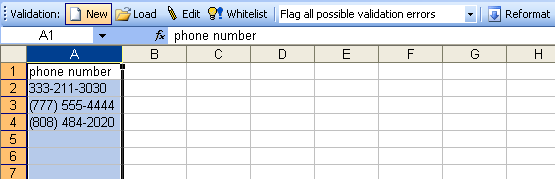 Validation: New Load Edit Whitelist Flag all possible validation errors Reformat
A1 fx phone number
A B C D E F G H
1 phone number
2 333-211-3030
3 (777) 555-4444
4 (808) 484-2020
5
6
7